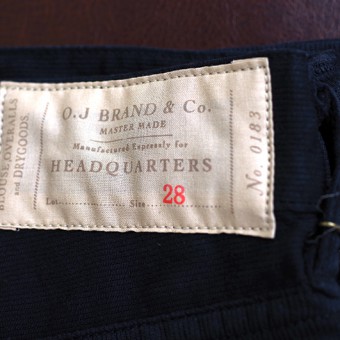 O.J BRAND & Co.
MASTER MADE
Manufactured Expressly for
HEADQUARTERS
Lot
Size 28
BLOUSE, OVERALLS
and DRYGOODS.
No. 0183